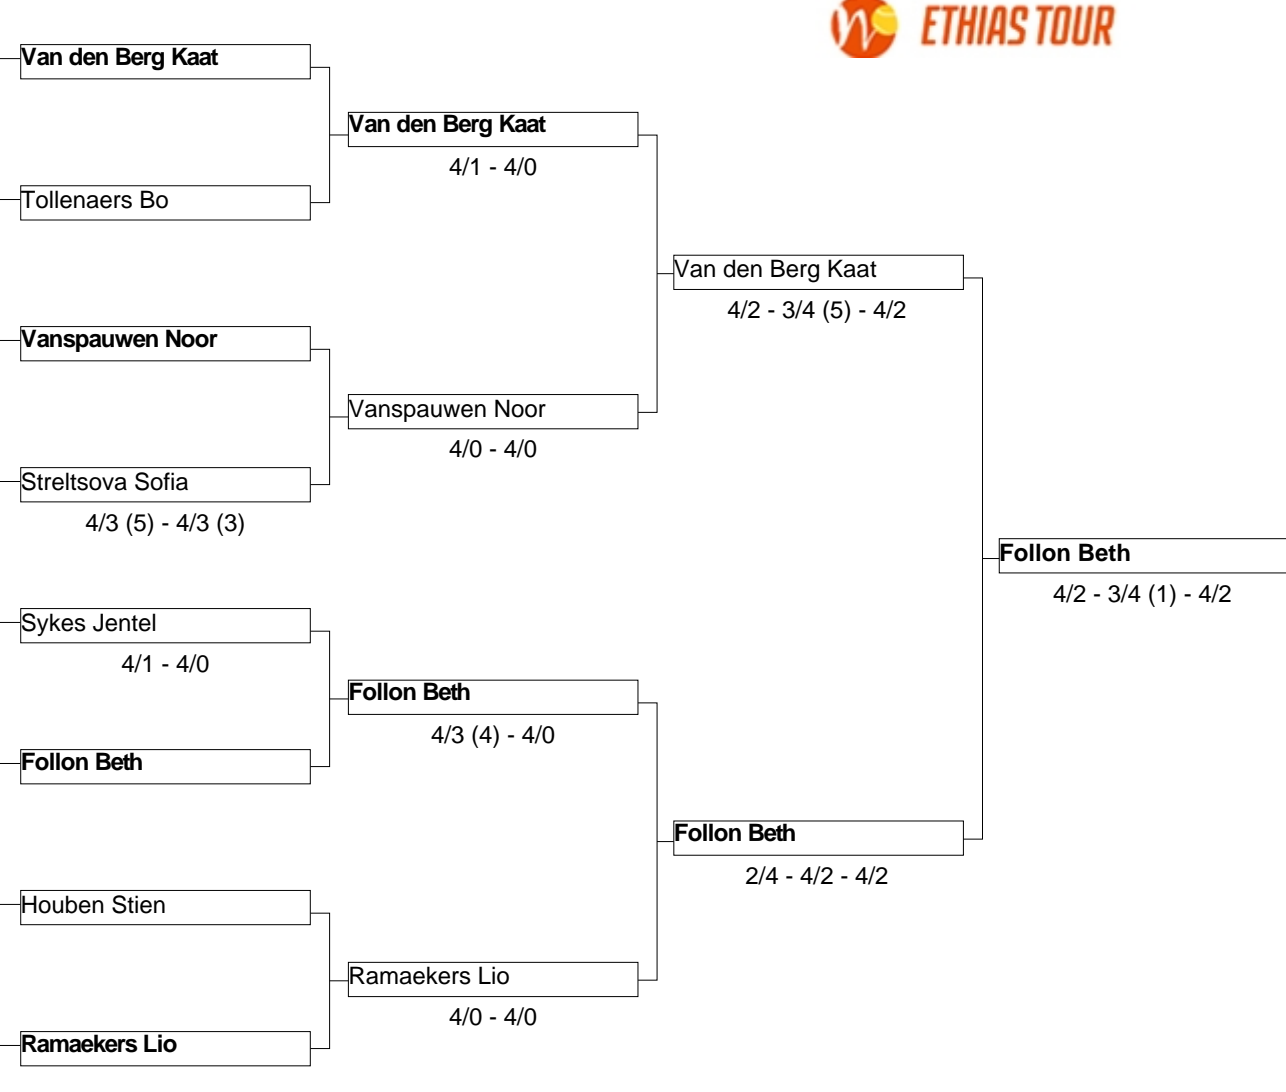 ETHIAS TOUR
Van den Berg Kaat
Van den Berg Kaat
4/1 - 4/0
Tollenaers Bo
Van den Berg Kaat
4/2 - 3/4 (5) - 4/2
Vanspauwen Noor
Vanspauwen Noor
4/0 - 4/0
Streltsova Sofia
4/3 (5) - 4/3 (3)
Follon Beth
4/2 - 3/4 (1) - 4/2
Sykes Jentel
4/1 - 4/0
Follon Beth
4/3 (4) - 4/0
Follon Beth
Follon Beth
2/4 - 4/2 - 4/2
Houben Stien
Ramaekers Lio
4/0 - 4/0
Ramaekers Lio